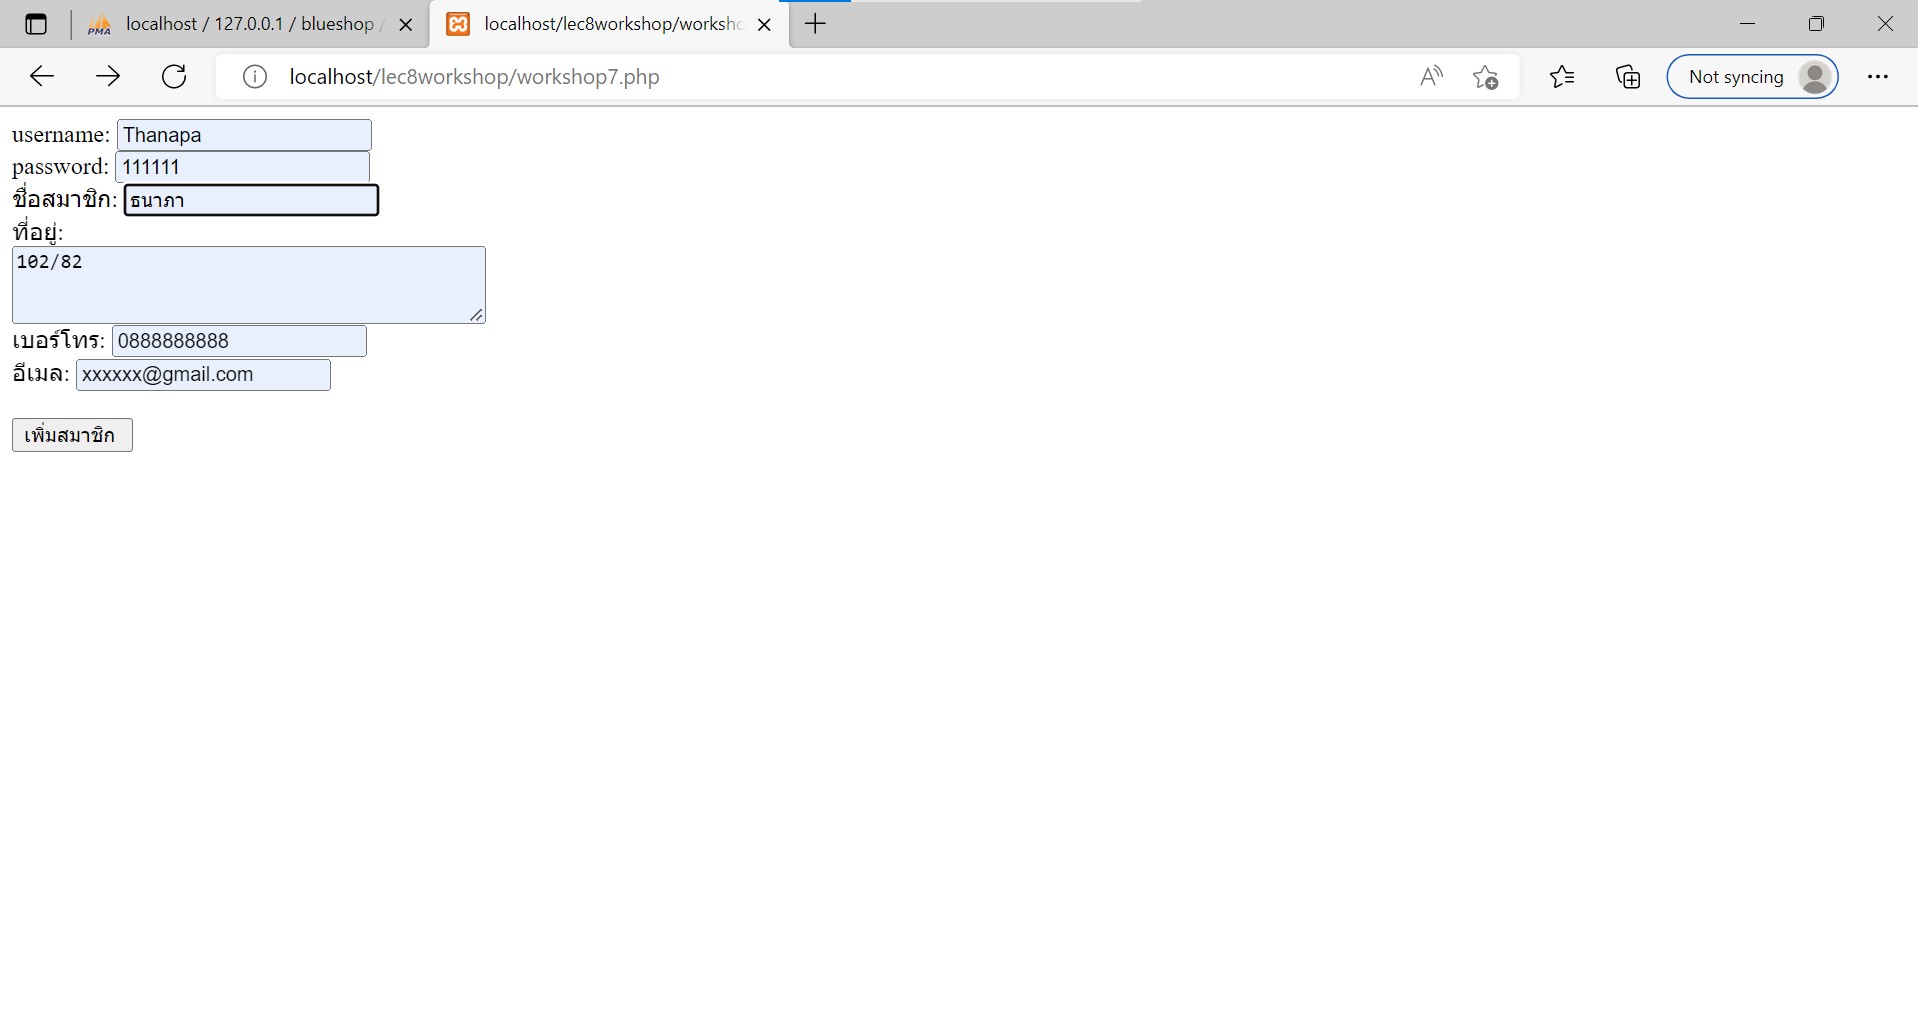 PMA localhost / 127.0.0.1 / blueshop /
localhost/lec8workshop/worksho
localhost/lec8workshop/workshop7.php
Not syncing
username: Thanapa
password: 111111
ชื่อสมาชิก: ธนาภา
ที่อยู่:
102/82
เบอร์โทร: 0888888888
อีเมล: xxxxxx@gmail.com
เพิ่มสมาชิก